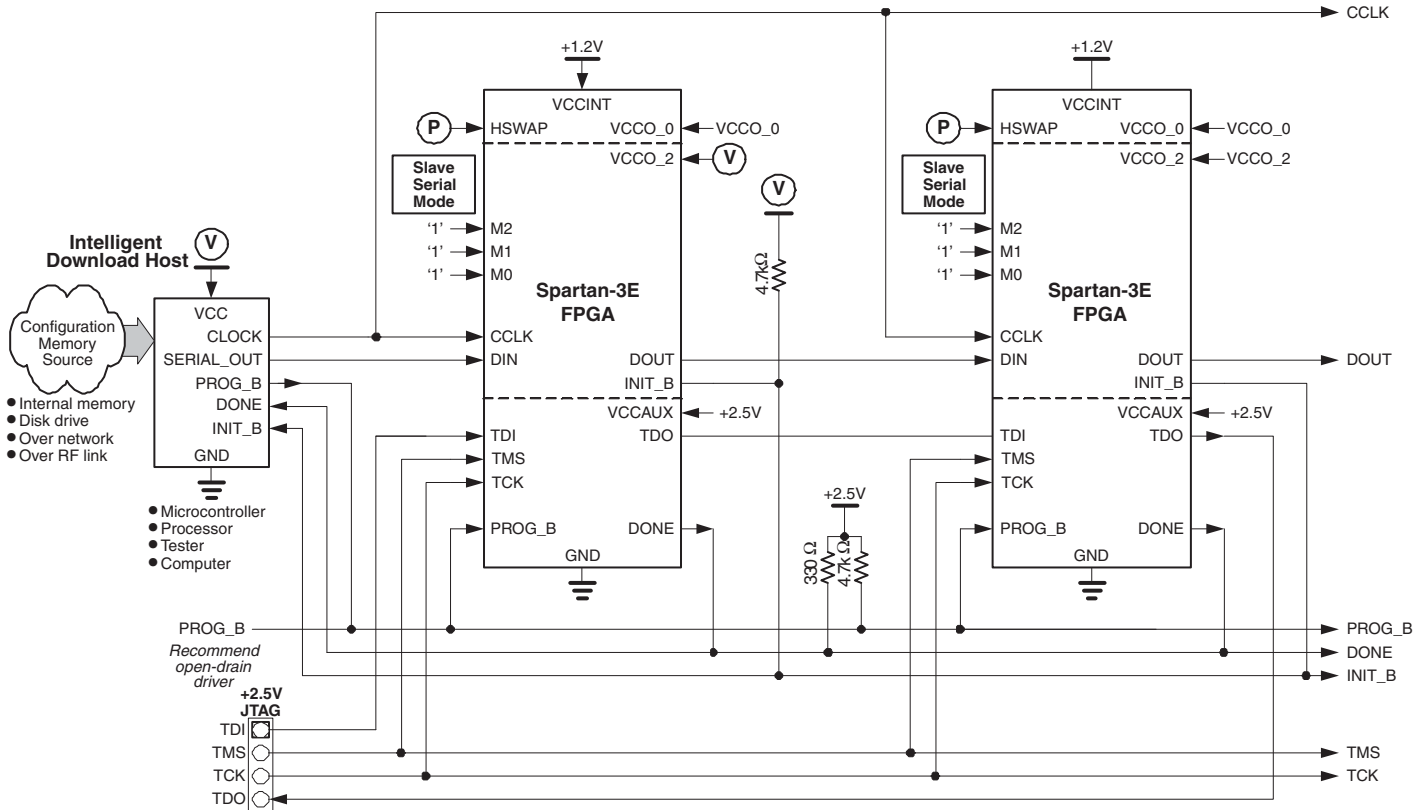 CCLK
+1.2V
+1.2V
VCCINT
VCCINT
P
HSWAP
VCCO_0
VCCO_0
P
HSWAP
VCCO_0
VCCO_0
VCCO_2
V
VCCO_2
VCCO_2
Slave
Serial
Mode
V
Slave
Serial
Mode
'1'
M2
'1'
M2
'1'
M1
'1'
M1
'1'
M0
'1'
M0
4.7kΩ
Intelligent
Download Host
V
Spartan-3E
FPGA
Spartan-3E
FPGA
VCC
Configuration
Memory
Source
CLOCK
CCLK
CCLK
SERIAL_OUT
DIN
DOUT
DIN
DOUT
DOUT
PROG_B
INIT_B
INIT_B
DONE
VCCAUX
+2.5V
VCCAUX
+2.5V
INIT_B
TDI
TDO
TDI
TDO
GND
TMS
TMS
TCK
TCK
● Internal memory
● Disk drive
● Over network
● Over RF link
● Microcontroller
● Processor
● Tester
● Computer
+2.5V
PROG_B
DONE
PROG_B
DONE
330 Ω
4.7kΩ
GND
GND
PROG_B
PROG_B
Recommend
open-drain
driver
DONE
INIT_B
+2.5V
JTAG
TDI
TMS
TMS
TCK
TCK
TDO